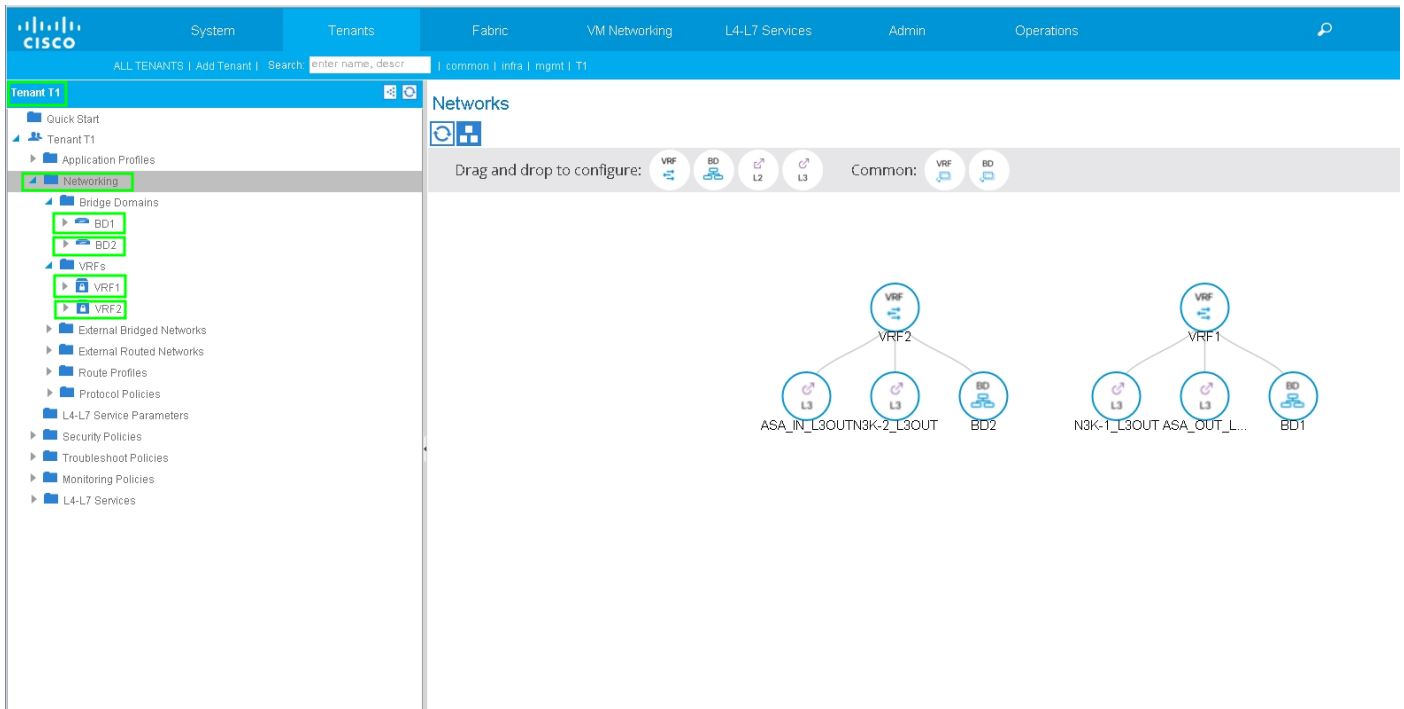 CISCO
System Tenants Fabric VM Networking L4-L7 Services Admin Operations
ALL TENANTS | Add Tenant | Search: enter name, descr | common | infra | mgmt | T1
Tenant T1
Quick Start
Tenant T1
Application Profiles
Networking
Bridge Domains
BD1
BD2
VRFs
VRF1
VRF2
External Bridged Networks
External Routed Networks
Route Profiles
Protocol Policies
L4-L7 Service Parameters
Security Policies
Troubleshoot Policies
Monitoring Policies
L4-L7 Services
Networks
Drag and drop to configure: VRF BD L2 L3 Common: VRF BD
VRF VRF
VRF2 VRF1
L3 L3 BD L3 L3 BD
ASA_IN_L3OUT N3K-2_L3OUT BD2 N3K-1_L3OUT ASA_OUT_L... BD1